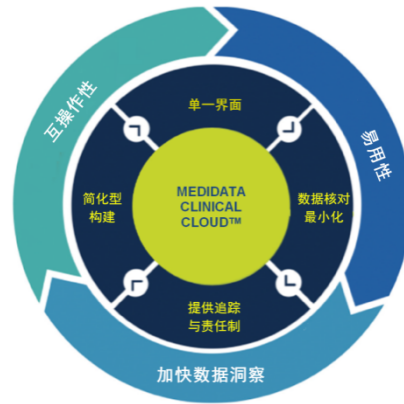 互操作性
易用性
单一界面
简化型
构建
MEDIDATA
CLINICAL
CLOUD™
数据核对
最小化
提供追踪
与责任制
加快数据洞察